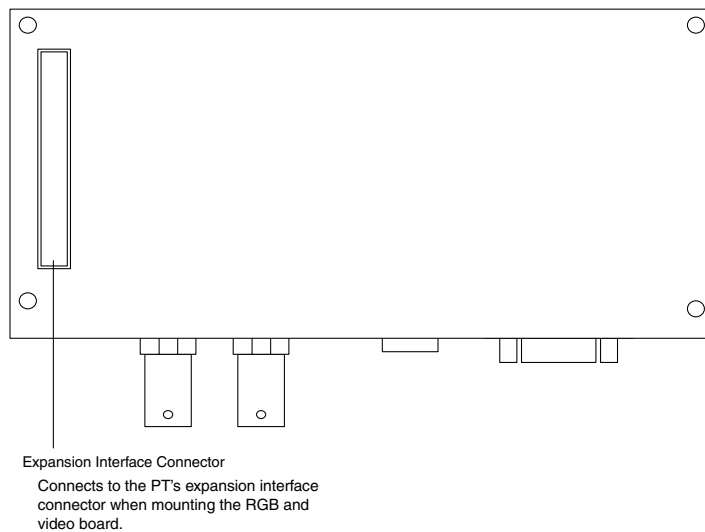 Expansion Interface Connector
Connects to the PT's expansion interface
connector when mounting the RGB and
video board.